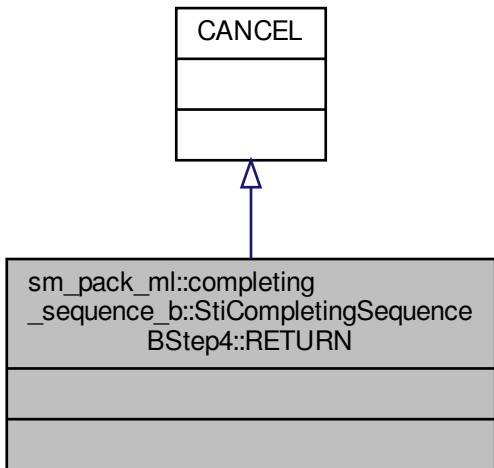 CANCEL
sm_pack_ml::completing
_sequence_b::StiCompletingSequence
BStep4::RETURN